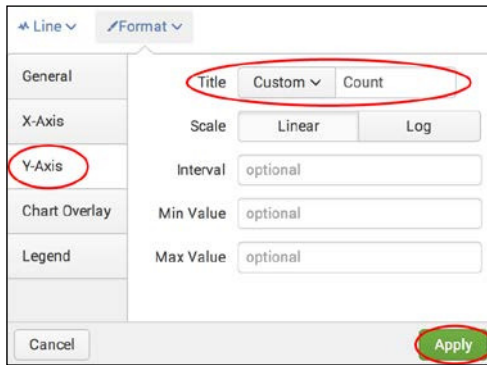 Line Format
General Title Custom Count
X-Axis Scale Linear Log
Y-Axis Interval optional
Chart Overlay Min Value optional
Legend Max Value optional
Cancel Apply